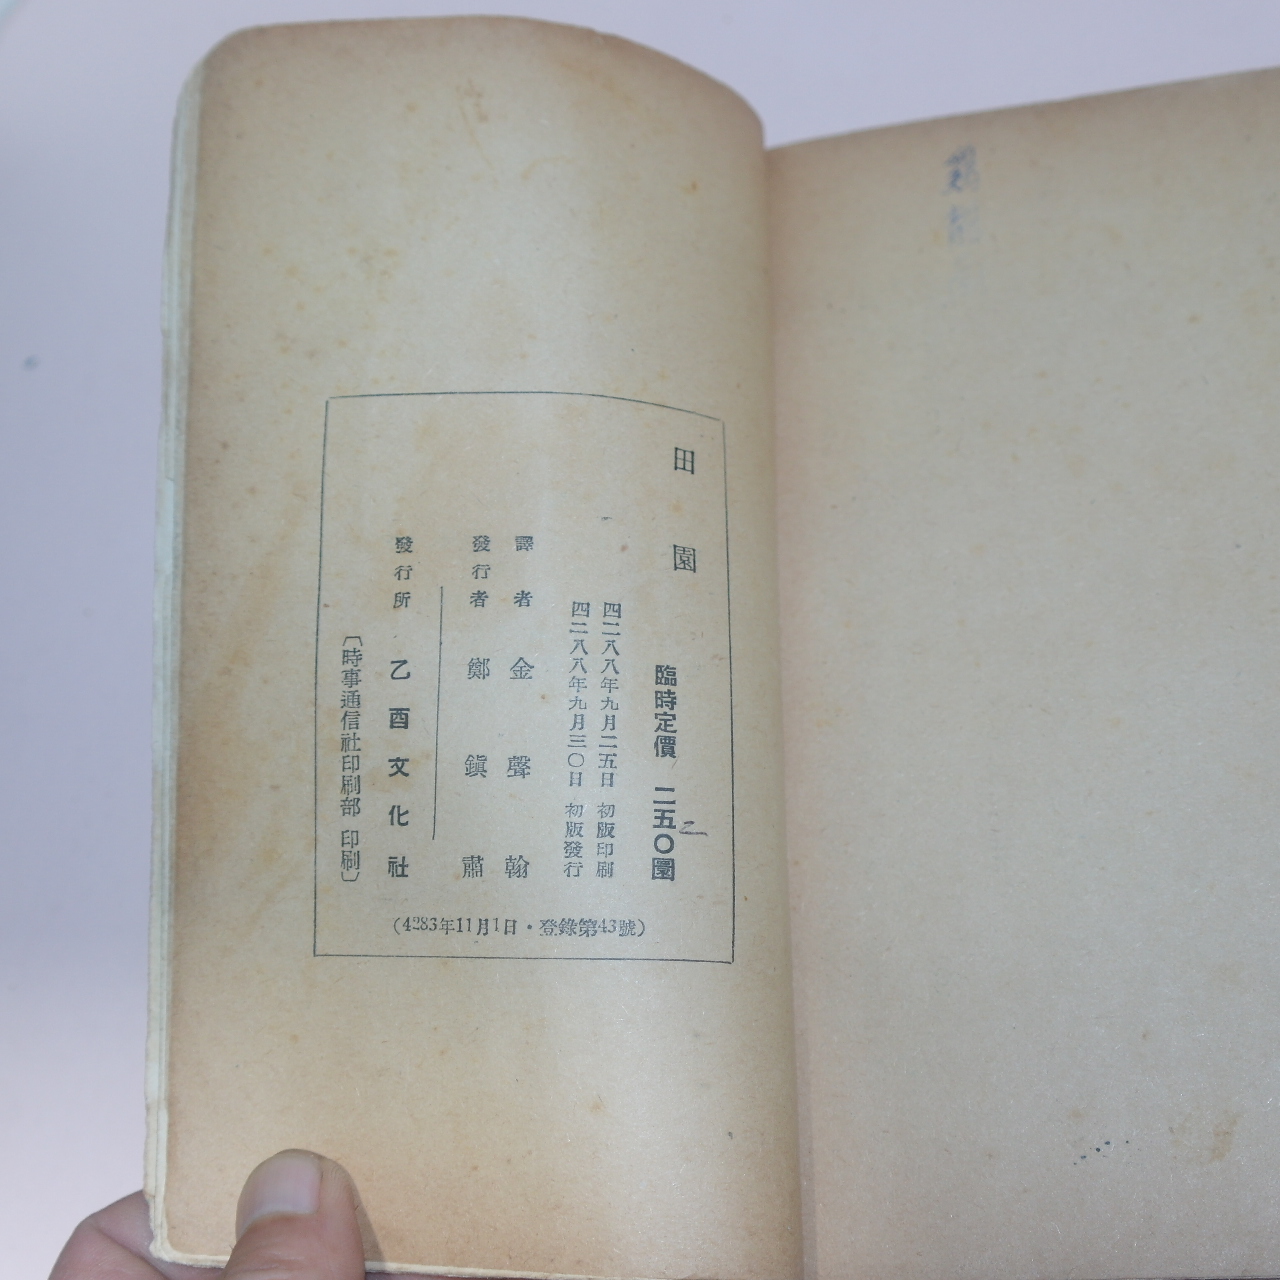 田園
臨時定價 二五〇圜
四二八八年九月二五日 初版印刷
四二八八年九月三〇日 初版發行
譯者 金聲翰
發行者 鄭鎭肅
發行所 乙酉文化社
〔時事通信社印刷部 印刷〕
(4283年11月1日・登錄第43號)